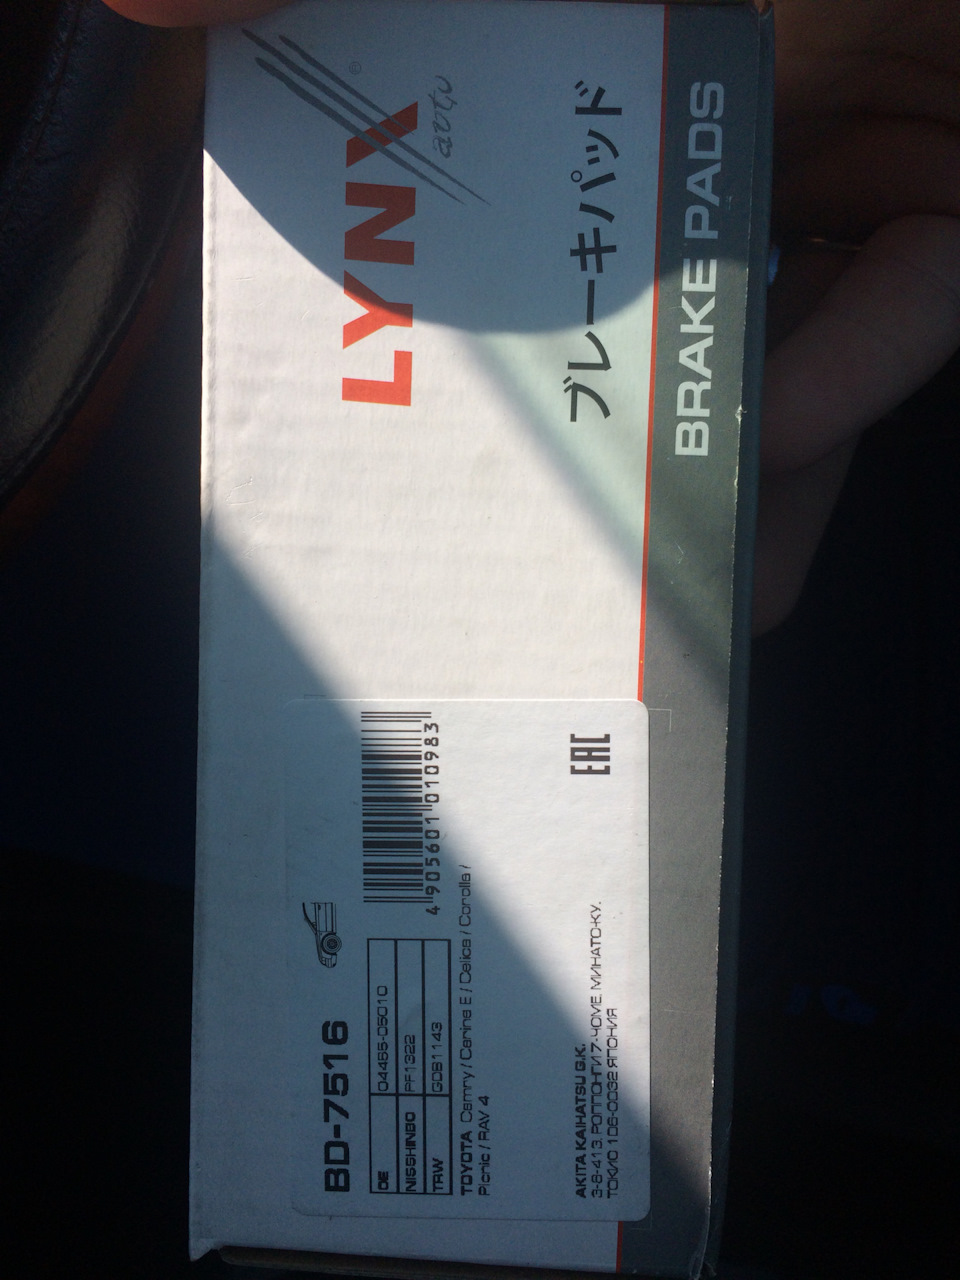 LYNX
auto
©
ブレーキパッド
BRAKE PADS
BD-7516
OE 04465-05010
NISSHINBO PF1322
TRW GDB1143
4 905601 010983
TOYOTA Camry / Carina E / Celica / Corolla /
Picnic / RAV 4
EAC
AKITA KAIHATSU G.K.
3-8-413, РОППОНГИ 7-ЧОМЕ, МИНАТО-КУ,
ТОКИО 106-0032 ЯПОНИЯ